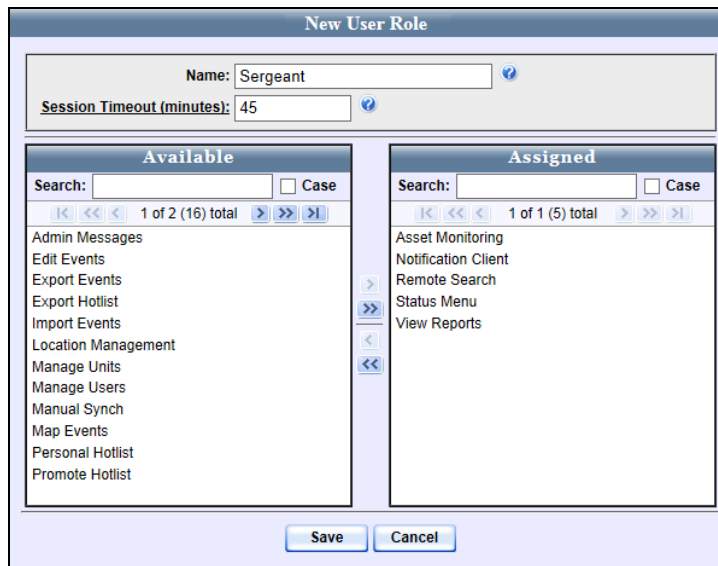 New User Role
Name: Sergeant
Session Timeout (minutes): 45
Available
Search: Case
1 of 2 (16) total
Admin Messages
Edit Events
Export Events
Export Hotlist
Import Events
Location Management
Manage Units
Manage Users
Manual Synch
Map Events
Personal Hotlist
Promote Hotlist
Assigned
Search: Case
1 of 1 (5) total
Asset Monitoring
Notification Client
Remote Search
Status Menu
View Reports
Save Cancel